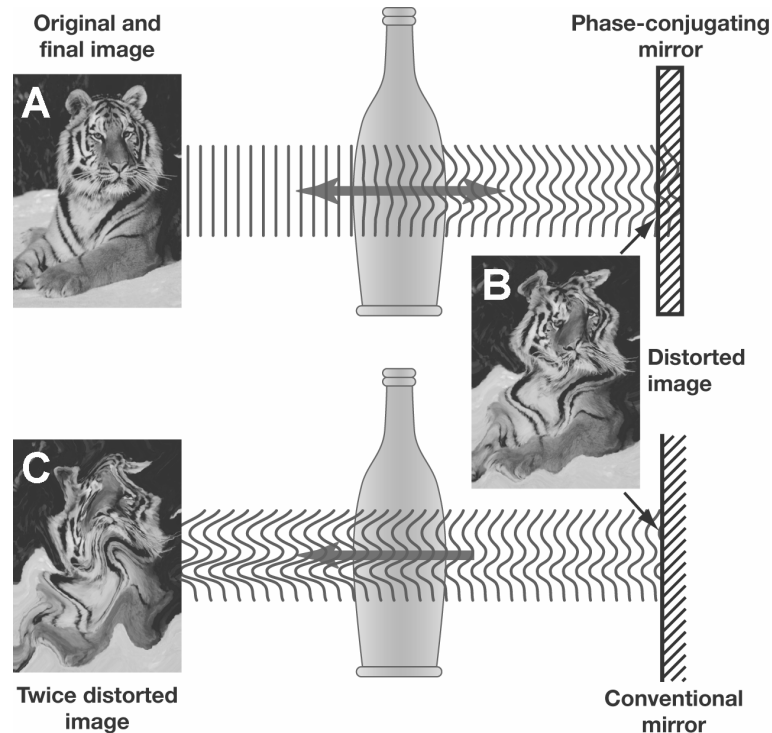 Original and
final image
A
Phase-conjugating
mirror
B
Distorted
image
C
Twice distorted
image
Conventional
mirror